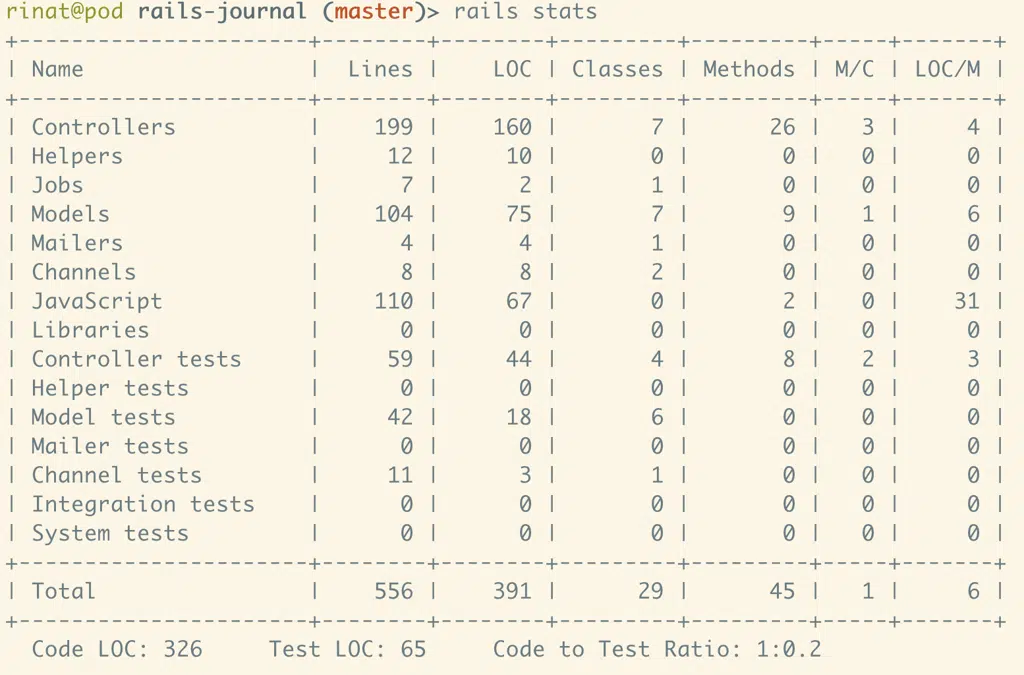 rinat@pod rails-journal (master)> rails stats
+----------------------+--------+--------+---------+---------+-----+-------+
| Name                 |  Lines |    LOC | Classes | Methods | M/C | LOC/M |
+----------------------+--------+--------+---------+---------+-----+-------+
| Controllers          |    199 |    160 |       7 |      26 |   3 |     4 |
| Helpers              |     12 |     10 |       0 |       0 |   0 |     0 |
| Jobs                 |      7 |      2 |       1 |       0 |   0 |     0 |
| Models               |    104 |     75 |       7 |       9 |   1 |     6 |
| Mailers              |      4 |      4 |       1 |       0 |   0 |     0 |
| Channels             |      8 |      8 |       2 |       0 |   0 |     0 |
| JavaScript           |    110 |     67 |       0 |       2 |   0 |    31 |
| Libraries            |      0 |      0 |       0 |       0 |   0 |     0 |
| Controller tests     |     59 |     44 |       4 |       8 |   2 |     3 |
| Helper tests         |      0 |      0 |       0 |       0 |   0 |     0 |
| Model tests          |     42 |     18 |       6 |       0 |   0 |     0 |
| Mailer tests         |      0 |      0 |       0 |       0 |   0 |     0 |
| Channel tests        |     11 |      3 |       1 |       0 |   0 |     0 |
| Integration tests    |      0 |      0 |       0 |       0 |   0 |     0 |
| System tests         |      0 |      0 |       0 |       0 |   0 |     0 |
+----------------------+--------+--------+---------+---------+-----+-------+
| Total                |    556 |    391 |      29 |      45 |   1 |     6 |
+----------------------+--------+--------+---------+---------+-----+-------+
  Code LOC: 326     Test LOC: 65     Code to Test Ratio: 1:0.2